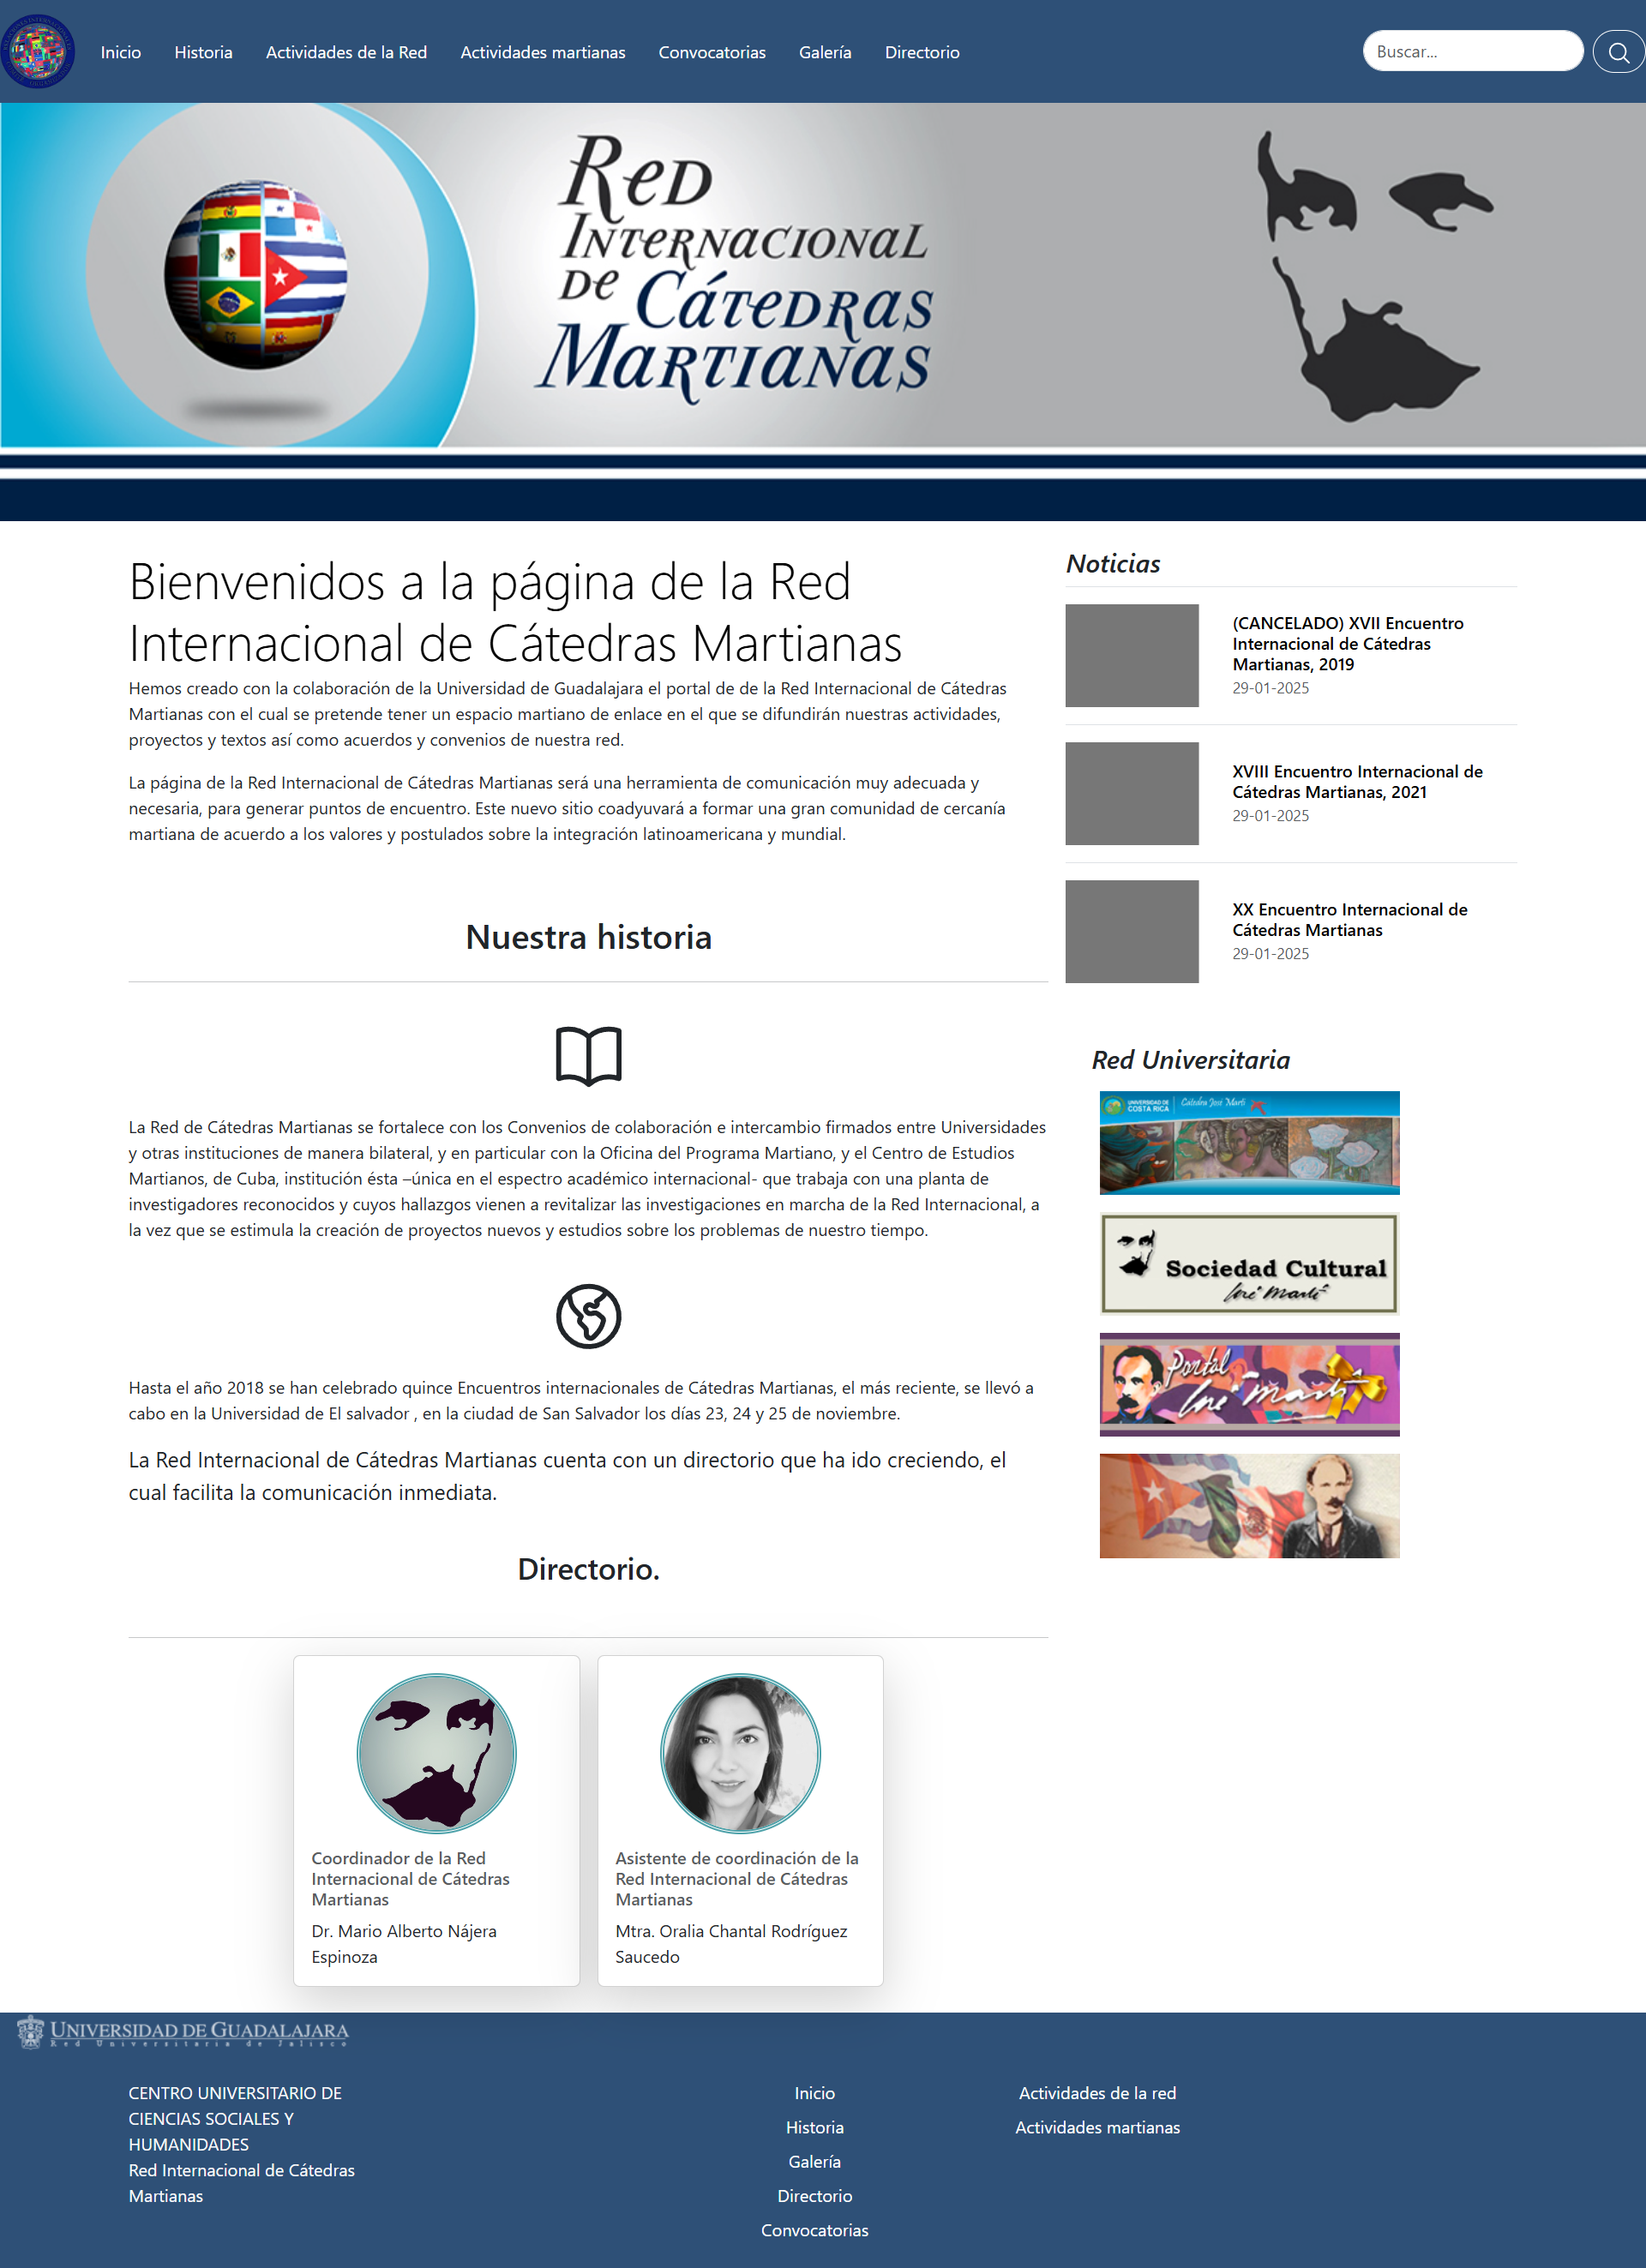 Inicio Historia Actividades de la Red Actividades martianas Convocatorias Galería Directorio Buscar...
Red
Internacional
de Cátedras
Martianas
Bienvenidos a la página de la Red
Internacional de Cátedras Martianas
Hemos creado con la colaboración de la Universidad de Guadalajara el portal de de la Red Internacional de Cátedras
Martianas con el cual se pretende tener un espacio martiano de enlace en el que se difundirán nuestras actividades,
proyectos y textos así como acuerdos y convenios de nuestra red.
La página de la Red Internacional de Cátedras Martianas será una herramienta de comunicación muy adecuada y
necesaria, para generar puntos de encuentro. Este nuevo sitio coadyuvará a formar una gran comunidad de cercanía
martiana de acuerdo a los valores y postulados sobre la integración latinoamericana y mundial.
Nuestra historia
La Red de Cátedras Martianas se fortalece con los Convenios de colaboración e intercambio firmados entre Universidades
y otras instituciones de manera bilateral, y en particular con la Oficina del Programa Martiano, y el Centro de Estudios
Martianos, de Cuba, institución ésta –única en el espectro académico internacional- que trabaja con una planta de
investigadores reconocidos y cuyos hallazgos vienen a revitalizar las investigaciones en marcha de la Red Internacional, a
la vez que se estimula la creación de proyectos nuevos y estudios sobre los problemas de nuestro tiempo.
Hasta el año 2018 se han celebrado quince Encuentros internacionales de Cátedras Martianas, el más reciente, se llevó a
cabo en la Universidad de El salvador , en la ciudad de San Salvador los días 23, 24 y 25 de noviembre.
La Red Internacional de Cátedras Martianas cuenta con un directorio que ha ido creciendo, el
cual facilita la comunicación inmediata.
Directorio.
Coordinador de la Red
Internacional de Cátedras
Martianas
Dr. Mario Alberto Nájera
Espinoza
Asistente de coordinación de la
Red Internacional de Cátedras
Martianas
Mtra. Oralia Chantal Rodríguez
Saucedo
Noticias
(CANCELADO) XVII Encuentro
Internacional de Cátedras
Martianas, 2019
29-01-2025
XVIII Encuentro Internacional de
Cátedras Martianas, 2021
29-01-2025
XX Encuentro Internacional de
Cátedras Martianas
29-01-2025
Red Universitaria
UNIVERSIDAD DE
COSTA RICA
Cátedra José Martí
Sociedad Cultural
José Martí
Portal
José Martí
UNIVERSIDAD DE GUADALAJARA
Red Universitaria de Jalisco
CENTRO UNIVERSITARIO DE
CIENCIAS SOCIALES Y
HUMANIDADES
Red Internacional de Cátedras
Martianas
Inicio
Historia
Galería
Directorio
Convocatorias
Actividades de la red
Actividades martianas